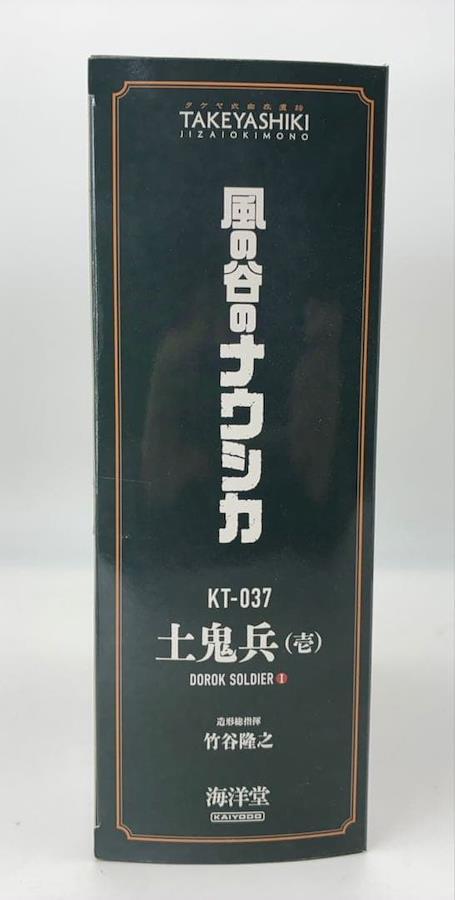 タケヤ式自在置物
TAKEYASHIKI
JIZAIOKIMONO
風の谷のナウシカ
KT-037
土鬼兵(壱)
DOROK SOLDIER I
造形総指揮
竹谷隆之
海洋堂
KAIYODO